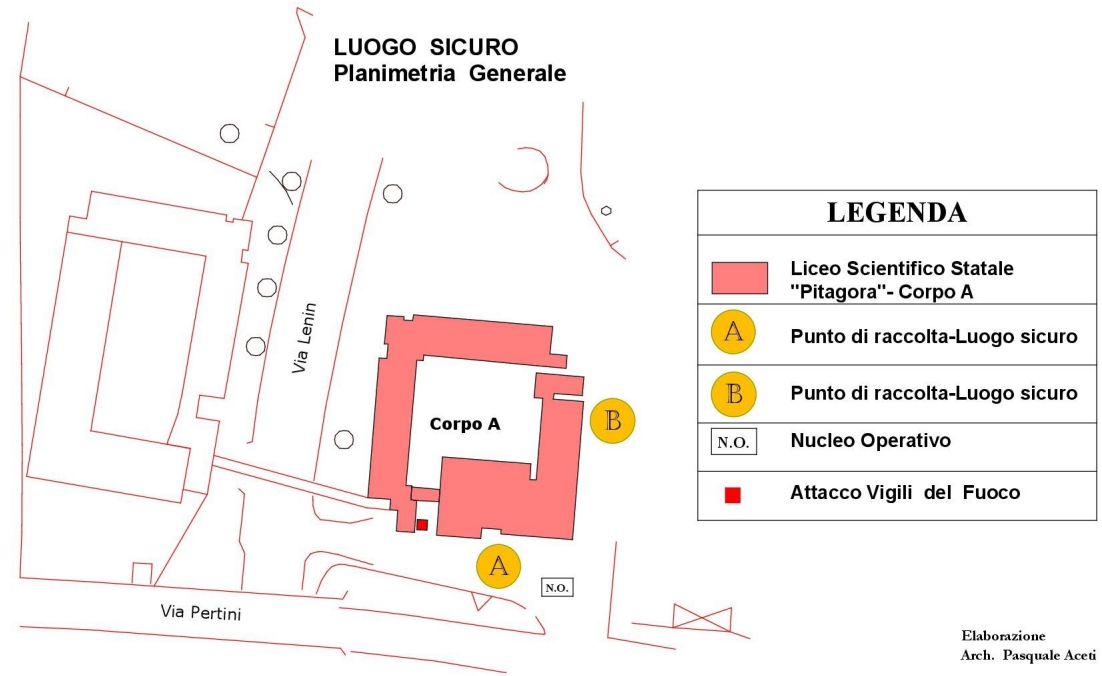 LUOGO SICURO
Planimetria Generale
Via Lenin
Corpo A
B
A
N.O.
Via Pertini
LEGENDA
Liceo Scientifico Statale
"Pitagora"- Corpo A
A Punto di raccolta-Luogo sicuro
B Punto di raccolta-Luogo sicuro
N.O. Nucleo Operativo
Attacco Vigili del Fuoco
Elaborazione
Arch. Pasquale Aceti